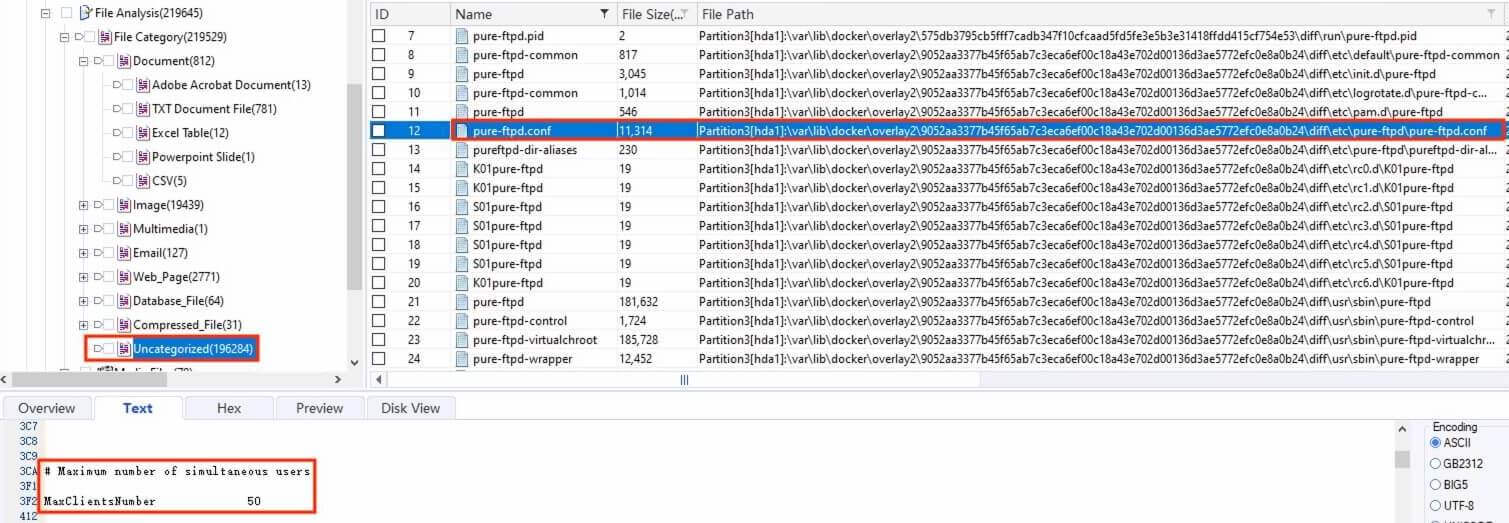 File Analysis(219645)
File Category(219529)
Document(812)
Adobe Acrobat Document(13)
TXT Document File(781)
Excel Table(12)
Powerpoint Slide(1)
CSV(5)
Image(19439)
Multimedia(1)
Email(127)
Web_Page(2771)
Database_File(64)
Compressed_File(31)
Uncategorized(196284)
ID Name File Size(... File Path
7 pure-ftpd.pid 2 Partition3[hda1]:\var\lib\docker\overlay2\575db3795cb5fff7cadb347f10cfcaad5fd5fe3e5b3e31418ffdd415cf754e53\diff\run\pure-ftpd.pid
8 pure-ftpd-common 817 Partition3[hda1]:\var\lib\docker\overlay2\9052aa3377b45f65ab7c3eca6ef00c18a43e702d00136d3ae5772efc0e8a0b24\diff\etc\default\pure-ftpd-common
9 pure-ftpd 3,045 Partition3[hda1]:\var\lib\docker\overlay2\9052aa3377b45f65ab7c3eca6ef00c18a43e702d00136d3ae5772efc0e8a0b24\diff\etc\init.d\pure-ftpd
10 pure-ftpd-common 1,014 Partition3[hda1]:\var\lib\docker\overlay2\9052aa3377b45f65ab7c3eca6ef00c18a43e702d00136d3ae5772efc0e8a0b24\diff\etc\logrotate.d\pure-ftpd-c...
11 pure-ftpd 546 Partition3[hda1]:\var\lib\docker\overlay2\9052aa3377b45f65ab7c3eca6ef00c18a43e702d00136d3ae5772efc0e8a0b24\diff\etc\pam.d\pure-ftpd
12 pure-ftpd.conf 11,314 Partition3[hda1]:\var\lib\docker\overlay2\9052aa3377b45f65ab7c3eca6ef00c18a43e702d00136d3ae5772efc0e8a0b24\diff\etc\pure-ftpd\pure-ftpd.conf
13 pureftpd-dir-aliases 230 Partition3[hda1]:\var\lib\docker\overlay2\9052aa3377b45f65ab7c3eca6ef00c18a43e702d00136d3ae5772efc0e8a0b24\diff\etc\pure-ftpd\pureftpd-dir-al...
14 K01pure-ftpd 19 Partition3[hda1]:\var\lib\docker\overlay2\9052aa3377b45f65ab7c3eca6ef00c18a43e702d00136d3ae5772efc0e8a0b24\diff\etc\rc0.d\K01pure-ftpd
15 K01pure-ftpd 19 Partition3[hda1]:\var\lib\docker\overlay2\9052aa3377b45f65ab7c3eca6ef00c18a43e702d00136d3ae5772efc0e8a0b24\diff\etc\rc1.d\K01pure-ftpd
16 S01pure-ftpd 19 Partition3[hda1]:\var\lib\docker\overlay2\9052aa3377b45f65ab7c3eca6ef00c18a43e702d00136d3ae5772efc0e8a0b24\diff\etc\rc2.d\S01pure-ftpd
17 S01pure-ftpd 19 Partition3[hda1]:\var\lib\docker\overlay2\9052aa3377b45f65ab7c3eca6ef00c18a43e702d00136d3ae5772efc0e8a0b24\diff\etc\rc3.d\S01pure-ftpd
18 S01pure-ftpd 19 Partition3[hda1]:\var\lib\docker\overlay2\9052aa3377b45f65ab7c3eca6ef00c18a43e702d00136d3ae5772efc0e8a0b24\diff\etc\rc4.d\S01pure-ftpd
19 S01pure-ftpd 19 Partition3[hda1]:\var\lib\docker\overlay2\9052aa3377b45f65ab7c3eca6ef00c18a43e702d00136d3ae5772efc0e8a0b24\diff\etc\rc5.d\S01pure-ftpd
20 K01pure-ftpd 19 Partition3[hda1]:\var\lib\docker\overlay2\9052aa3377b45f65ab7c3eca6ef00c18a43e702d00136d3ae5772efc0e8a0b24\diff\etc\rc6.d\K01pure-ftpd
21 pure-ftpd 181,632 Partition3[hda1]:\var\lib\docker\overlay2\9052aa3377b45f65ab7c3eca6ef00c18a43e702d00136d3ae5772efc0e8a0b24\diff\usr\sbin\pure-ftpd
22 pure-ftpd-control 1,724 Partition3[hda1]:\var\lib\docker\overlay2\9052aa3377b45f65ab7c3eca6ef00c18a43e702d00136d3ae5772efc0e8a0b24\diff\usr\sbin\pure-ftpd-control
23 pure-ftpd-virtualchroot 185,728 Partition3[hda1]:\var\lib\docker\overlay2\9052aa3377b45f65ab7c3eca6ef00c18a43e702d00136d3ae5772efc0e8a0b24\diff\usr\sbin\pure-ftpd-virtualchr...
24 pure-ftpd-wrapper 12,452 Partition3[hda1]:\var\lib\docker\overlay2\9052aa3377b45f65ab7c3eca6ef00c18a43e702d00136d3ae5772efc0e8a0b24\diff\usr\sbin\pure-ftpd-wrapper
Overview Text Hex Preview Disk View
3C7
3C8
3C9
3CA # Maximum number of simultaneous users
3F1
3F2 MaxClientsNumber 50
412
Encoding
ASCII
GB2312
BIG5
UTF-8